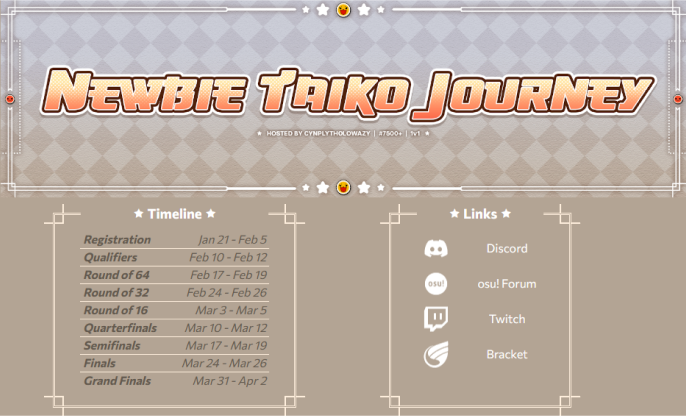 NEWBIE TAIKO JOURNEY
HOSTED BY CYNPLYTHOLOWAZY | #7500+ | 1v1
Timeline
Registration Jan 21 - Feb 5
Qualifiers Feb 10 - Feb 12
Round of 64 Feb 17 - Feb 19
Round of 32 Feb 24 - Feb 26
Round of 16 Mar 3 - Mar 5
Quarterfinals Mar 10 - Mar 12
Semifinals Mar 17 - Mar 19
Finals Mar 24 - Mar 26
Grand Finals Mar 31 - Apr 2
Links
Discord
osu! osu! Forum
Twitch
Bracket